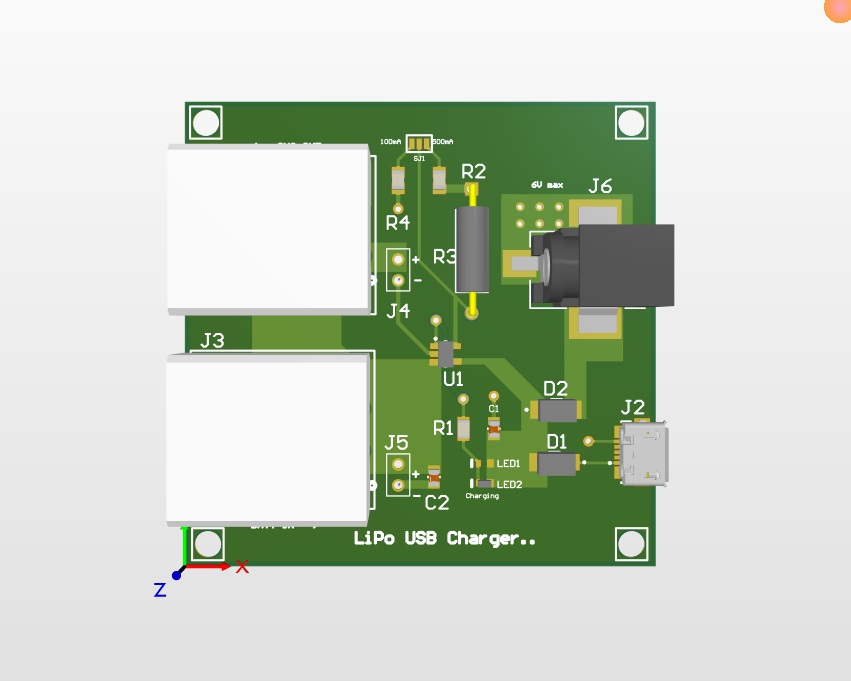 100mA
500mA
SJ1
R2
6V max
J6
R4
R3
+
-
J4
J3
U1
D2
C1
J2
R1
J5
D1
LED1
+
LED2
-
C2
Charging
LiPo USB Charger..
X
Z